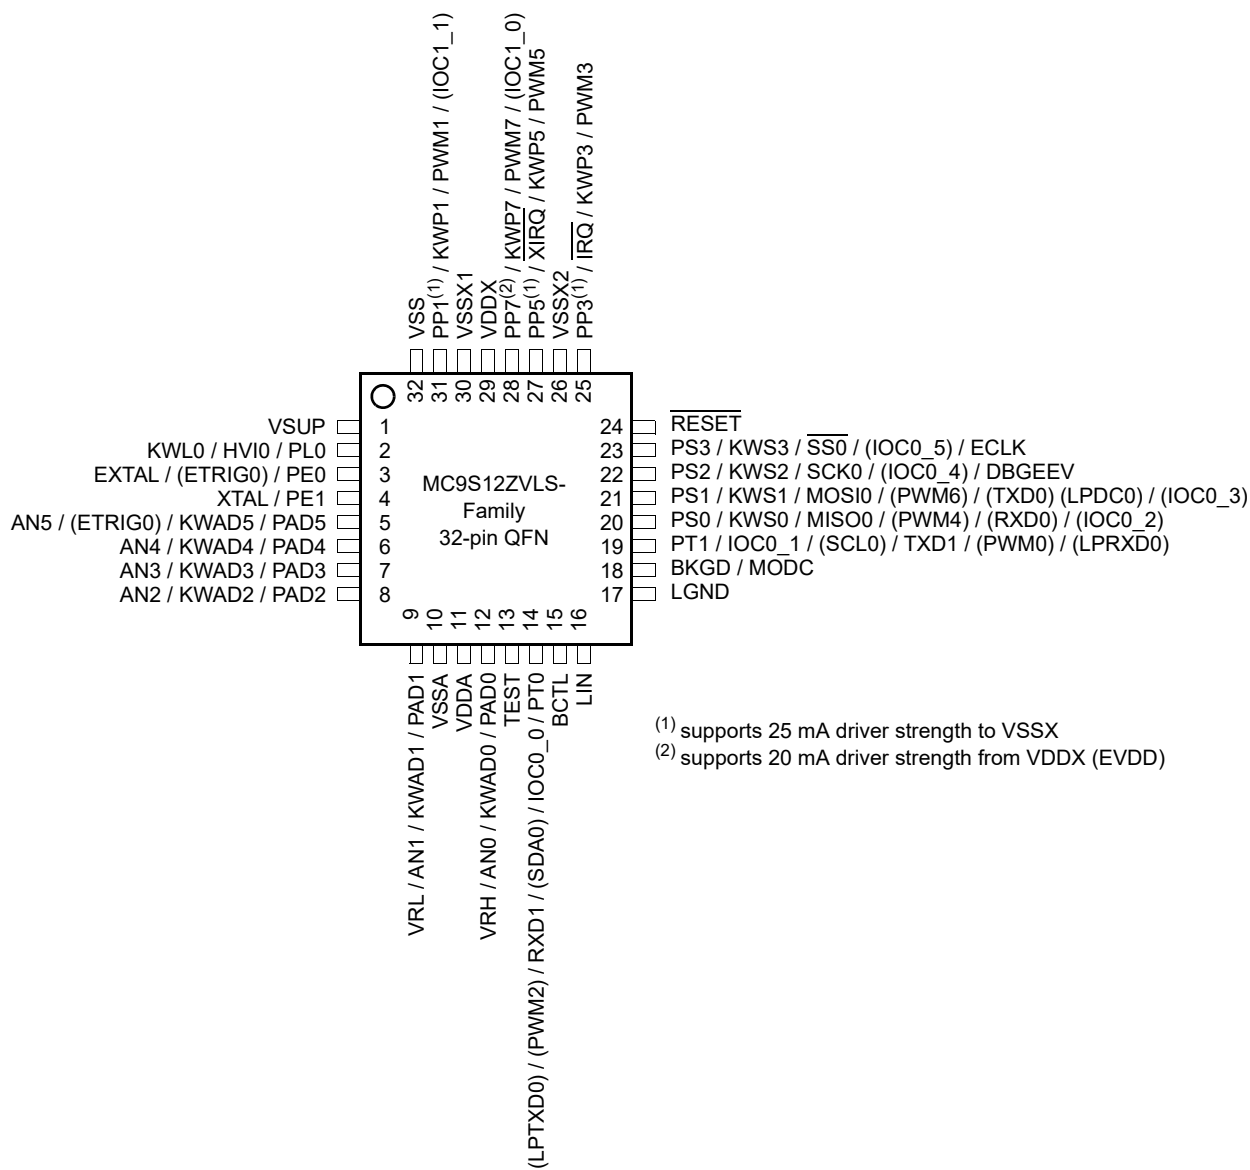 VSS
PP1(1) / KWP1 / PWM1 / (IOC1_1)
VSSX1
VDDX
PP7(2) / KWP7 / PWM7 / (IOC1_0)
PP5(1) / XIRQ / KWP5 / PWM5
VSSX2
PP3(1) / IRQ / KWP3 / PWM3
32
31
30
29
28
27
26
25
VSUP 1
KWL0 / HVI0 / PL0 2
EXTAL / (ETRIG0) / PE0 3
XTAL / PE1 4
AN5 / (ETRIG0) / KWAD5 / PAD5 5
AN4 / KWAD4 / PAD4 6
AN3 / KWAD3 / PAD3 7
AN2 / KWAD2 / PAD2 8
MC9S12ZVLS-
Family
32-pin QFN
24 RESET
23 PS3 / KWS3 / SS0 / (IOC0_5) / ECLK
22 PS2 / KWS2 / SCK0 / (IOC0_4) / DBGEEV
21 PS1 / KWS1 / MOSI0 / (PWM6) / (TXD0) (LPDC0) / (IOC0_3)
20 PS0 / KWS0 / MISO0 / (PWM4) / (RXD0) / (IOC0_2)
19 PT1 / IOC0_1 / (SCL0) / TXD1 / (PWM0) / (LPRXD0)
18 BKGD / MODC
17 LGND
9
10
11
12
13
14
15
16
VRL / AN1 / KWAD1 / PAD1
VSSA
VDDA
VRH / AN0 / KWAD0 / PAD0
TEST
(LPTXD0) / (PWM2) / RXD1 / (SDA0) / IOC0_0 / PT0
BCTL
LIN
(1) supports 25 mA driver strength to VSSX
(2) supports 20 mA driver strength from VDDX (EVDD)